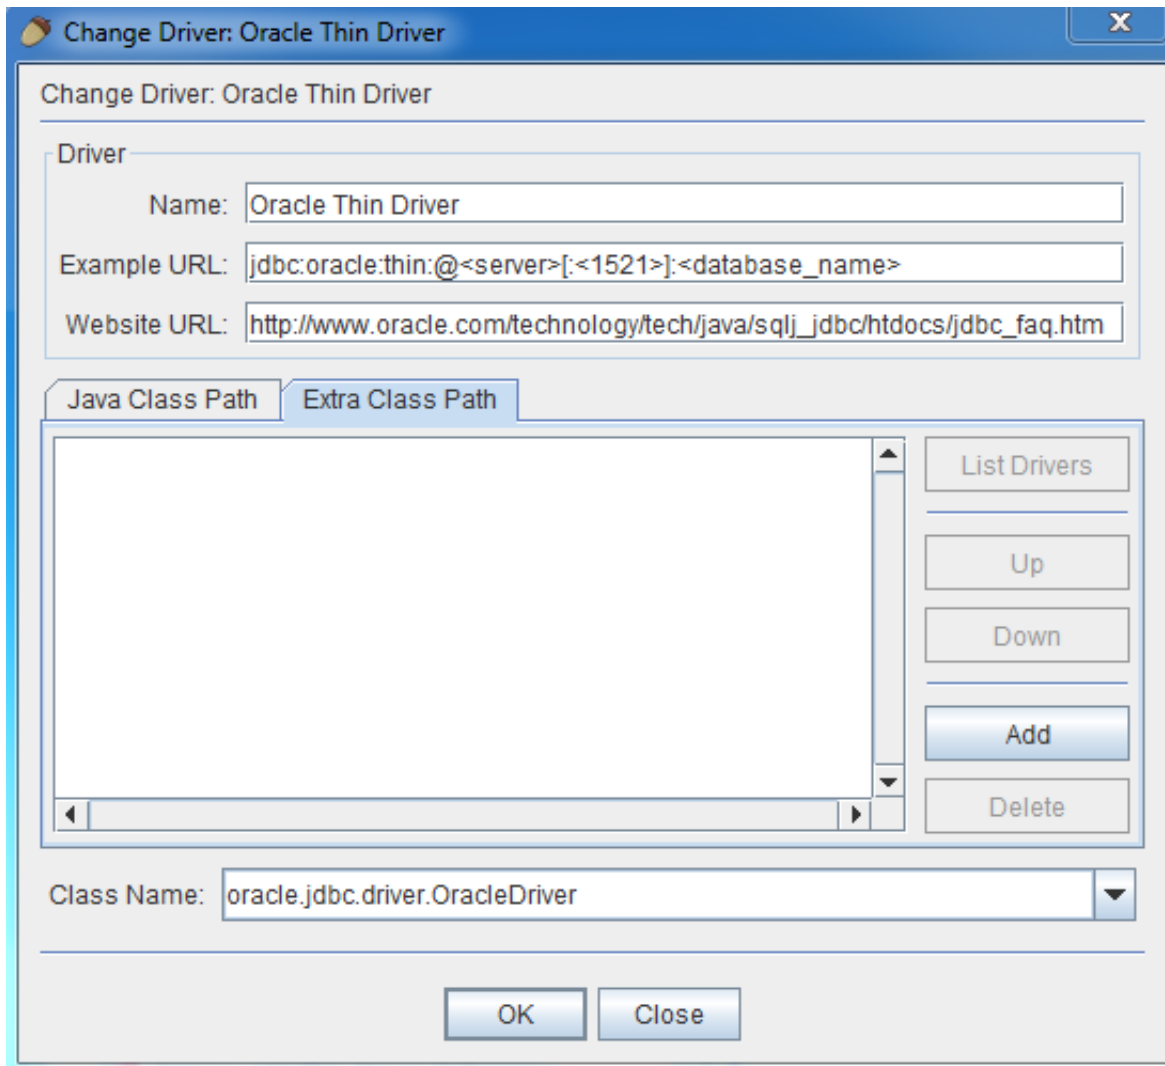 Change Driver: Oracle Thin Driver
X
Change Driver: Oracle Thin Driver
Driver
Name: Oracle Thin Driver
Example URL: jdbc:oracle:thin:@<server>[:<1521>]:<database_name>
Website URL: http://www.oracle.com/technology/tech/java/sqlj_jdbc/htdocs/jdbc_faq.htm
Java Class Path Extra Class Path
List Drivers
Up
Down
Add
Delete
Class Name: oracle.jdbc.driver.OracleDriver
OK Close